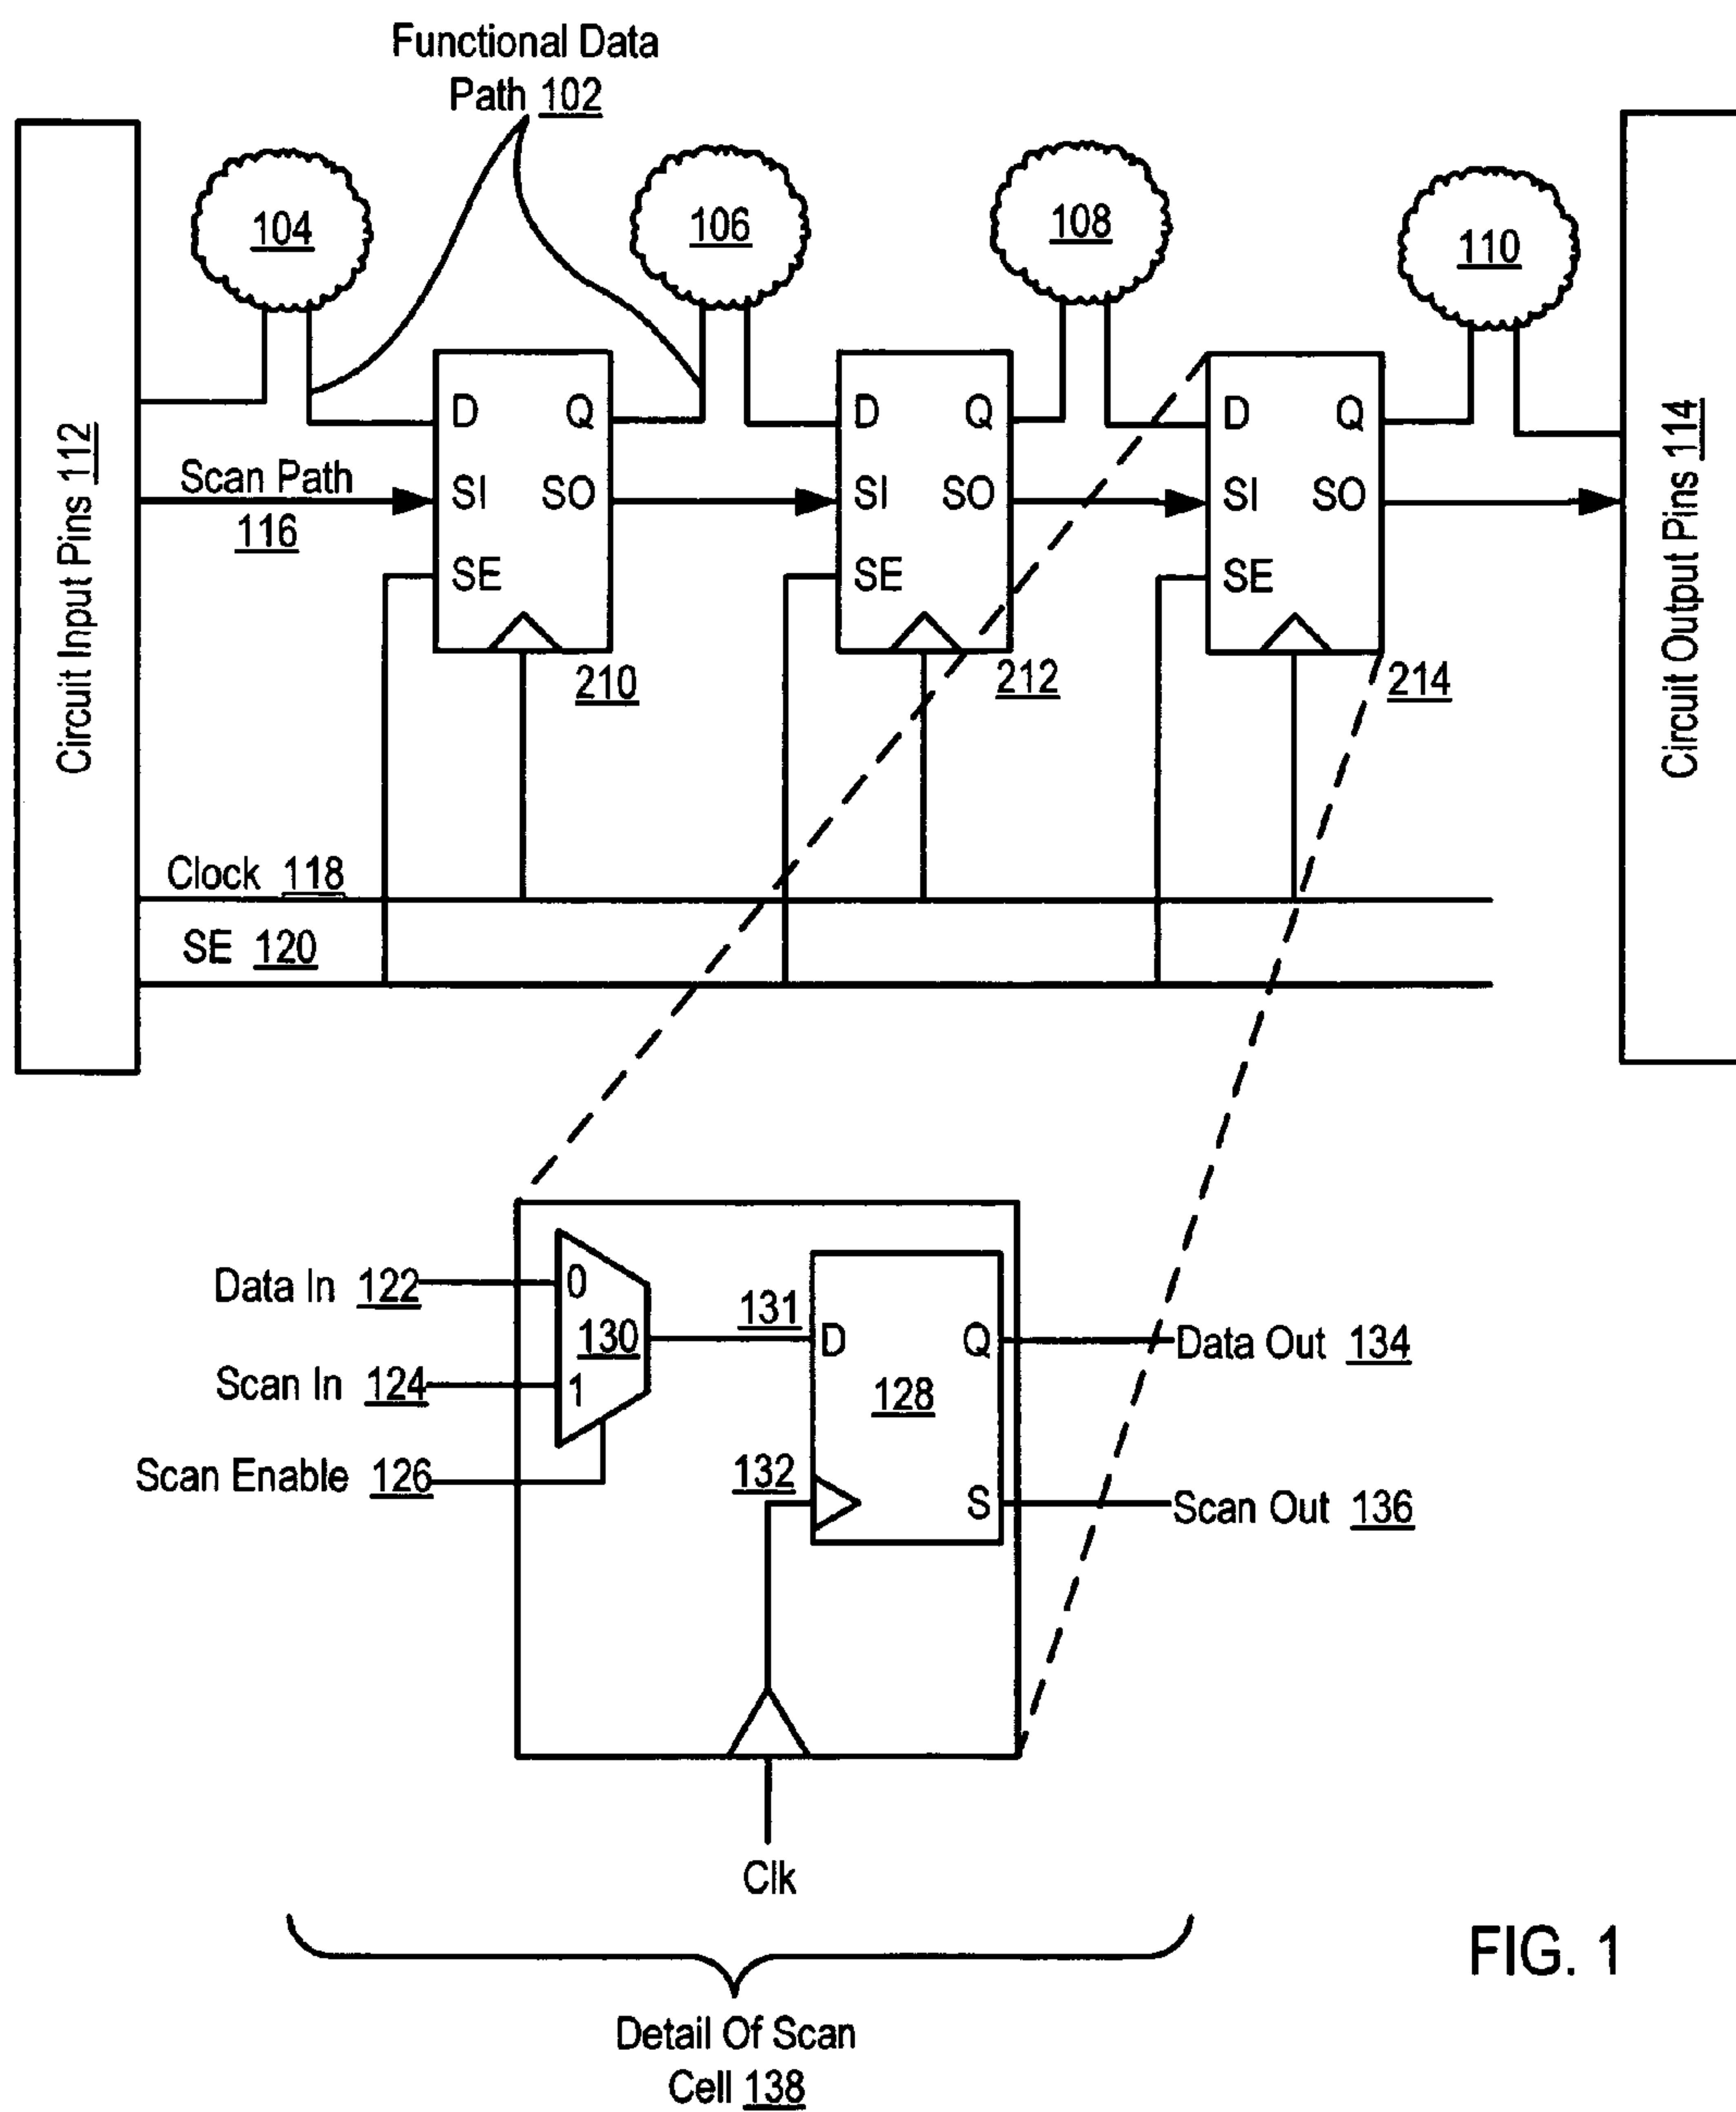 Functional Data
Path 102
104
106
108
110
Circuit Input Pins 112
Circuit Output Pins 114
D Q
SI SO
SE
210
D Q
SI SO
SE
212
D Q
SI SO
SE
214
Scan Path
116
Clock 118
SE 120
Data In 122
Scan In 124
Scan Enable 126
0
130
1
131
D Q
128
132
S
Data Out 134
Scan Out 136
Clk
Detail Of Scan
Cell 138
FIG. 1